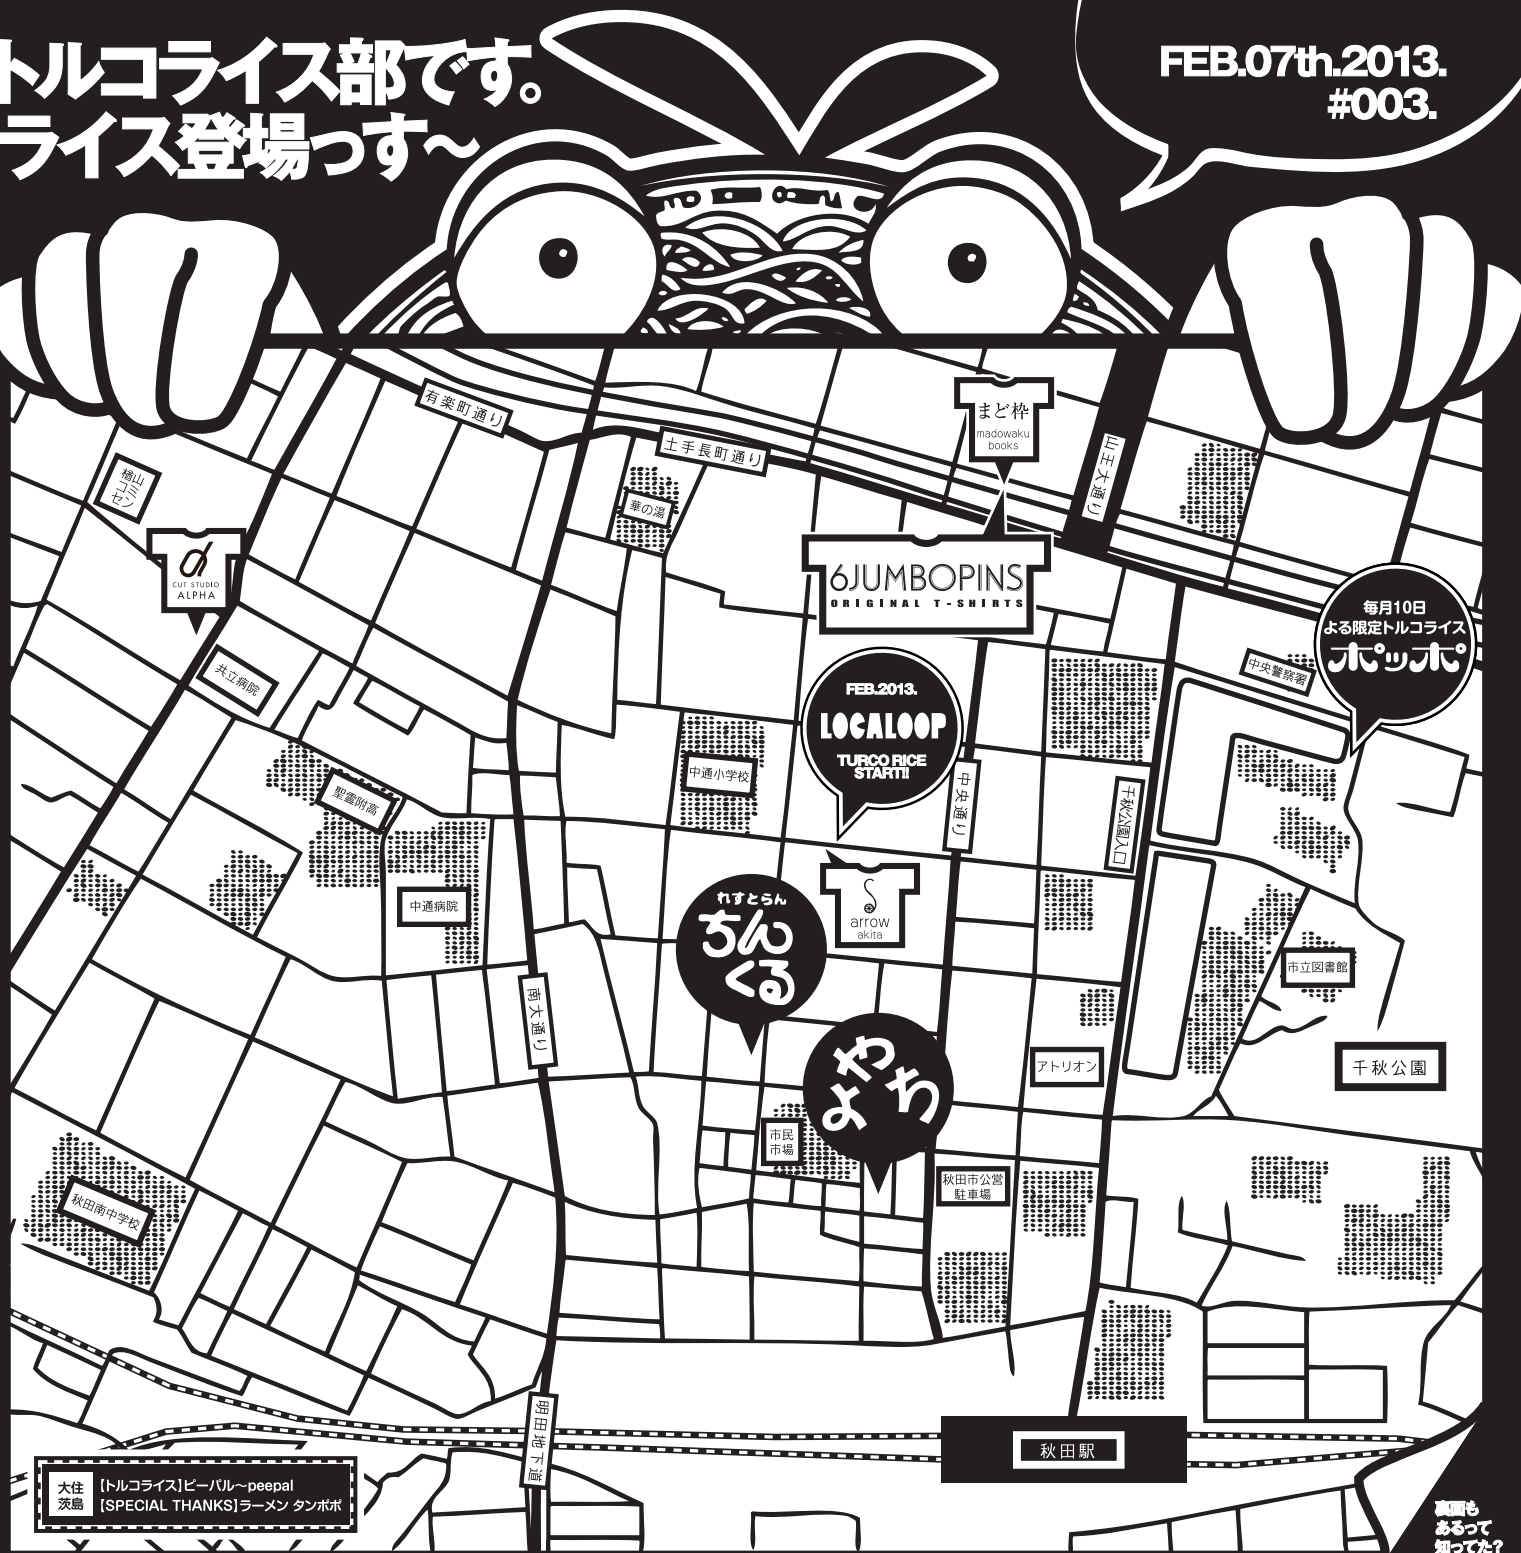 トルコライス部です。
ライス登場っす～
FEB.07th.2013.
#003.
有楽町通り
土手長町通り
まど枠
madowaku
books
山王大通り
楢山
コミ
セン
華の湯
CUT STUDIO
ALPHA
6JUMBOPINS
ORIGINAL T-SHIRTS
毎月10日
よる限定トルコライス
ポッポ
中央警察署
共立病院
FEB.2013.
LOCALOOP
TURCO RICE
START!!
中通小学校
中央通り
千秋公園入口
聖霊附高
中通病院
れすとらん
ちん
くる
arrow
akita
市立図書館
南大通り
アトリオン
千秋公園
よやち
市民
市場
秋田市公営
駐車場
秋田南中学校
明田地下道
秋田駅
大住
茨島
【トルコライス】ピーパル～peepal
【SPECIAL THANKS】ラーメン タンポポ
裏面も
あるって
知ってた?